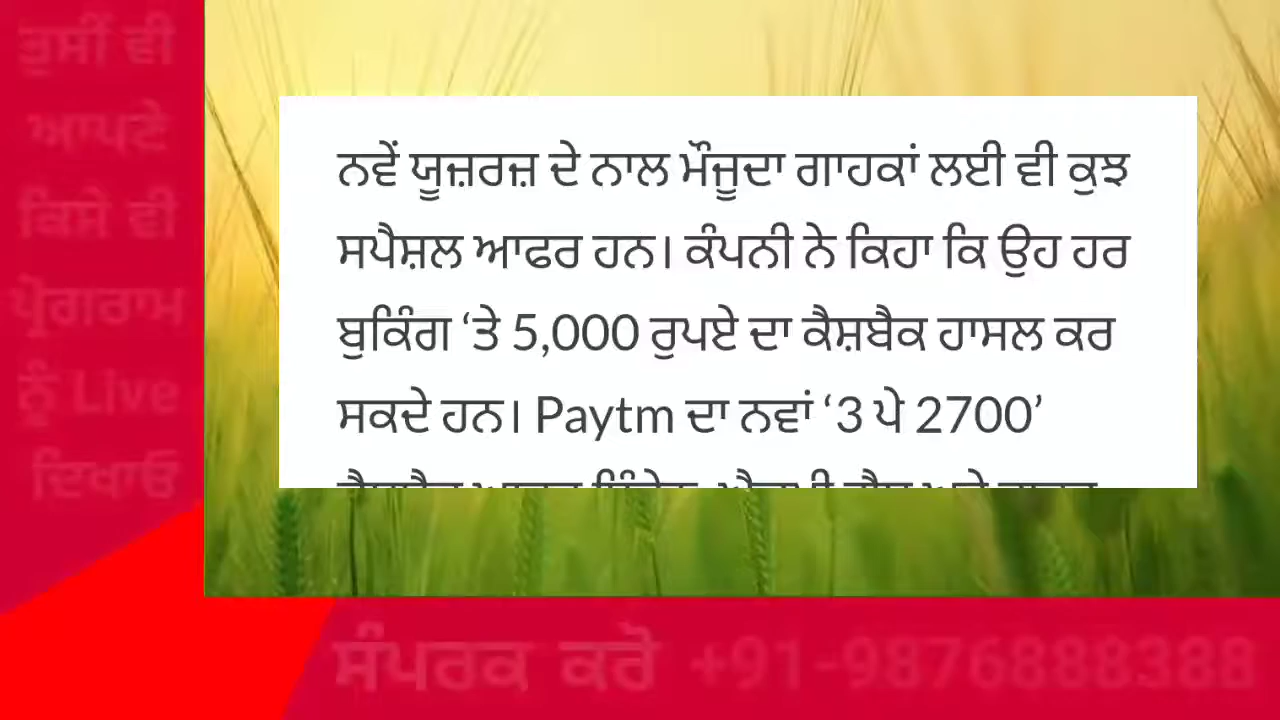 ਤੁਸੀਂ ਵੀ
ਆਪਣੇ
ਕਿਸੇ ਵੀ
ਪ੍ਰੋਗਰਾਮ
ਨੂੰ Live
ਦਿਖਾਓ
ਨਵੇਂ ਯੂਜ਼ਰਜ਼ ਦੇ ਨਾਲ ਮੌਜੂਦਾ ਗਾਹਕਾਂ ਲਈ ਵੀ ਕੁਝ
ਸਪੈਸ਼ਲ ਆਫਰ ਹਨ। ਕੰਪਨੀ ਨੇ ਕਿਹਾ ਕਿ ਉਹ ਹਰ
ਬੁਕਿੰਗ ‘ਤੇ 5,000 ਰੁਪਏ ਦਾ ਕੈਸ਼ਬੈਕ ਹਾਸਲ ਕਰ
ਸਕਦੇ ਹਨ। Paytm ਦਾ ਨਵਾਂ ‘3 ਪੇ 2700’
ਸੰਪਰਕ ਕਰੋ +91-9876888388